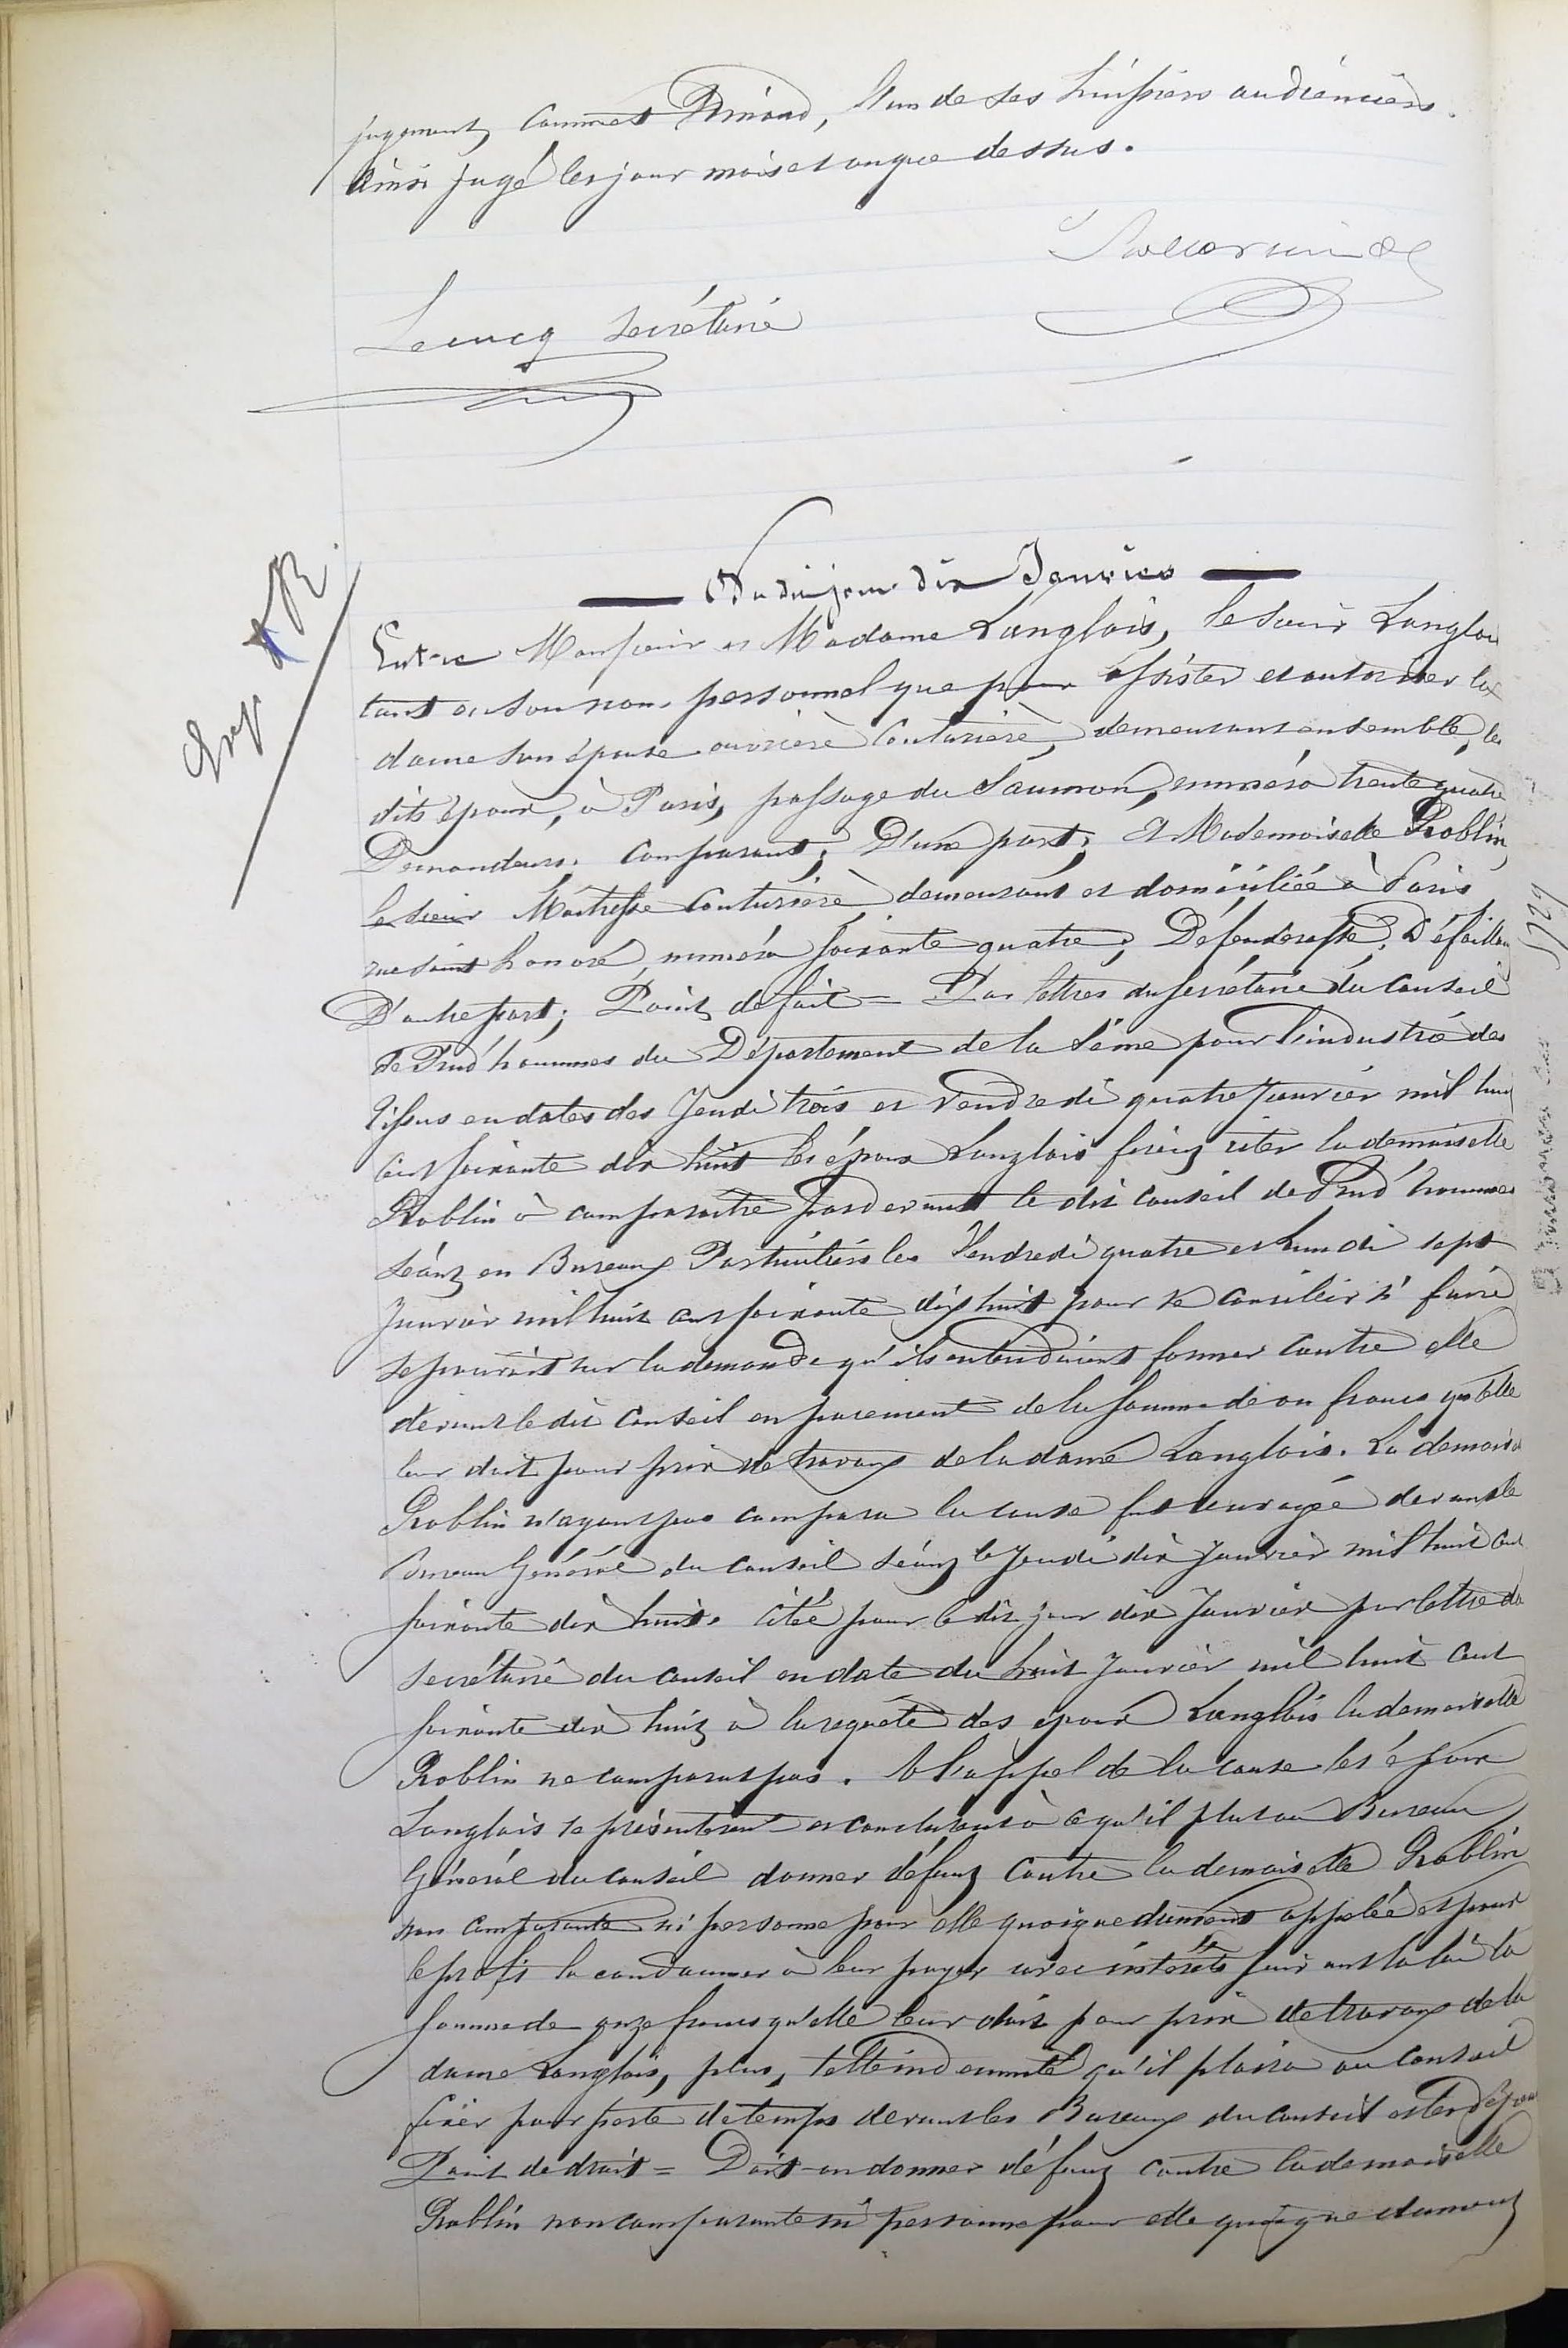 jugement, commet Périnard, l'un de ses huissiers audienciers.
Ainsi jugé les jour mois et an que dessus.
Lecucq secrétaire
Du dit jour dix Janvier
Entre Monsieur et Madame Langlois, le sieur Langlois
tant en son nom personnel que pour assister et autoriser la
dame son épouse ouvrière Couturière, demeurant ensemble, les
dits époux, à Paris, passage du Saumon, numéro trente quatre
Demandeurs; Comparant; D'une part; Et Mademoiselle Roblin,
le sieur Maîtresse Couturière, demeurant et domiciliée à Paris
rue Saint honoré, numéro soixante quatre; Défenderesse; Défaillante
D'autre part; Point de fait = Par lettres du secrétaire du Conseil
de Prud'hommes du Département de la Seine pour l'industrie des
tissus en dates des Jeudi trois et Vendredi quatre Janvier mil huit
cent soixante dix huit les époux Langlois firent citer la demoiselle
Roblin à comparaître pardevant le dit conseil de Prud'hommes
séant en Bureaux Particuliers les Vendredi quatre et Lundi sept
Janvier mil huit cent soixante dix huit pour se concilier si faire
se pouvait sur la demande qu'ils entendaient former contre elle
devant le dit Conseil en paiement de la somme de on francs qu'elle
leur doit pour prix de travaux de la dame Langlois. La demoiselle
Roblin n'ayant pas comparu la cause fut renvoyée devant le
Bureau Général du Conseil séant le Jeudi dix Janvier mil huit cent
soixante dix huit. Citée pour le dit jour dix Janvier par lettre du
secrétaire du Conseil en date du huit Janvier mil huit cent
soixante dix huit à la requête des époux Langlois la demoiselle
Roblin ne comparut pas. A l'appel de la cause les époux
Langlois se présentèrent et conclurent à ce qu'il plut au Bureau
Général du Conseil donner défaut contre la demoiselle Roblin
non comparante ni personne pour elle quoique dument appelée et pour
le profit la condamner à leur payer avec intérêts suivant la loi la
somme de onze francs qu'elle leur doit pour prix de travaux de la
dame Langlois, plus, telle indemnité qu'il plaira au Conseil
fixer pour perte de temps devant les Bureaux du Conseil et les dépens
Point de droit = Doit-on donner défaut contre la demoiselle
Roblin non comparante ni personne pour elle quoique dument